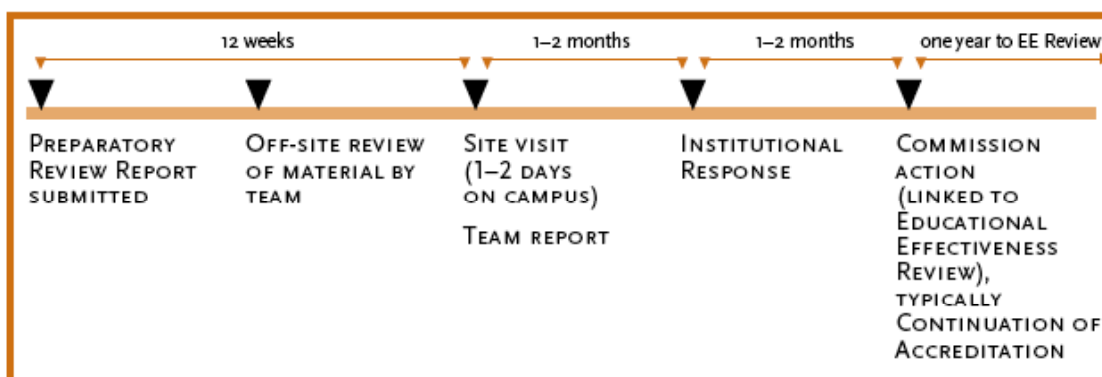 12 weeks
1–2 months
1–2 months
one year to EE Review
Preparatory
Review Report
submitted
Off-site review
of material by
team
Site visit
(1–2 days
on campus)
Team report
Institutional
Response
Commission
action
(linked to
Educational
Effectiveness
Review),
typically
Continuation of
Accreditation